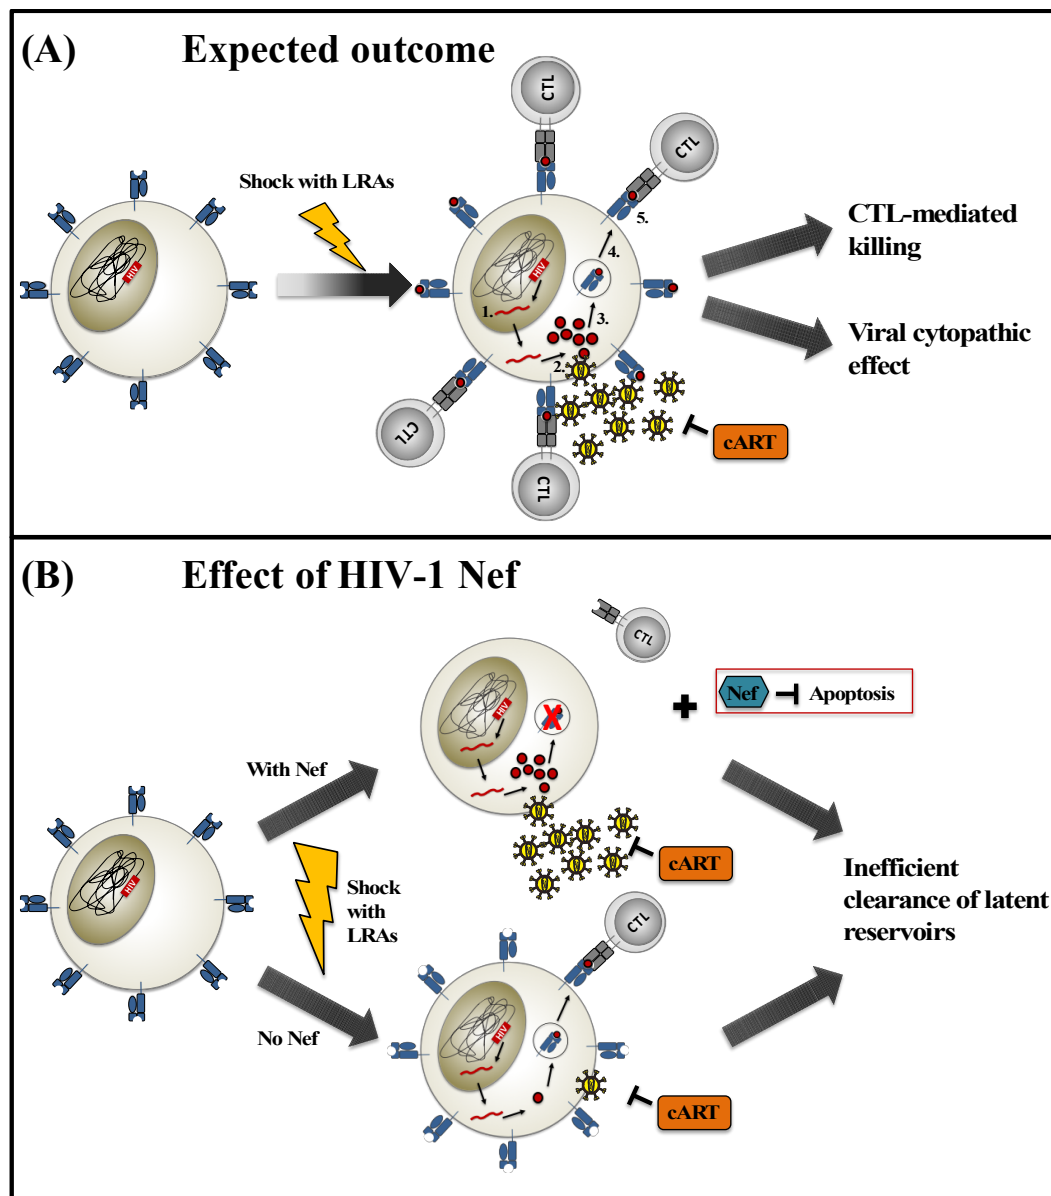 (A) Expected outcome
CTL
CTL
Shock with LRAs
5.
4.
CTL-mediated
killing
HIV
HIV
1.
3.
2.
Viral cytopathic
effect
cART
CTL
CTL
(B) Effect of HIV-1 Nef
CTL
Nef
Apoptosis
HIV
X
With Nef
cART
Shock
with
LRAs
HIV
Inefficient
clearance of latent
reservoirs
CTL
No Nef
HIV
cART